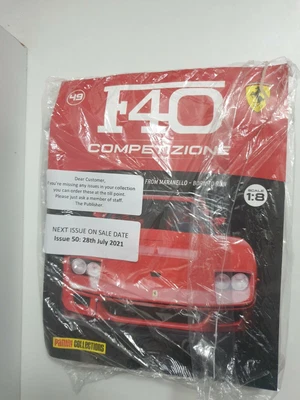 49
F40
COMPETIZIONE
FROM MARANELLO
SCALE
1:8
Dear Customer,
you're missing any issues in your collection
you can order these at the till point.
Please just ask a member of staff.
The Publisher
NEXT ISSUE ON SALE DATE
Issue 50: 28th July 2021
PANINI COLLECTIONS